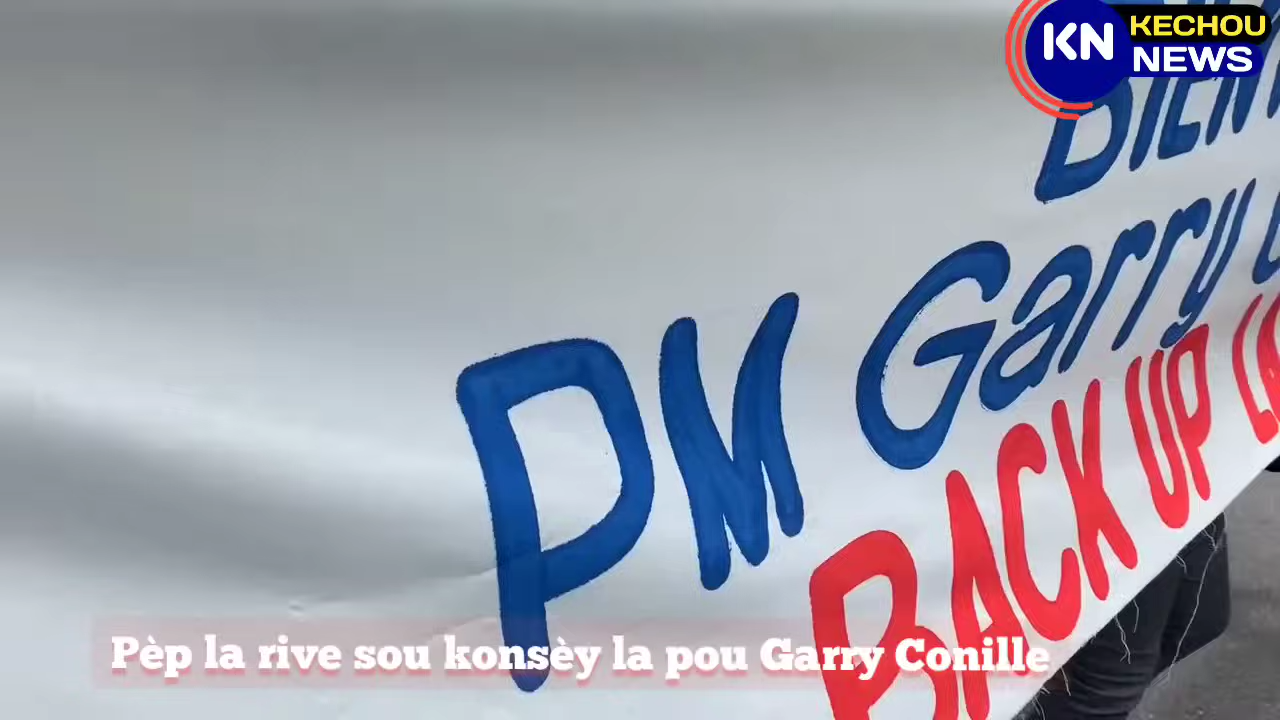 KN KECHOU
NEWS
PM Garry
BACK UP
Pèp la rive sou konsèy la pou Garry Conille